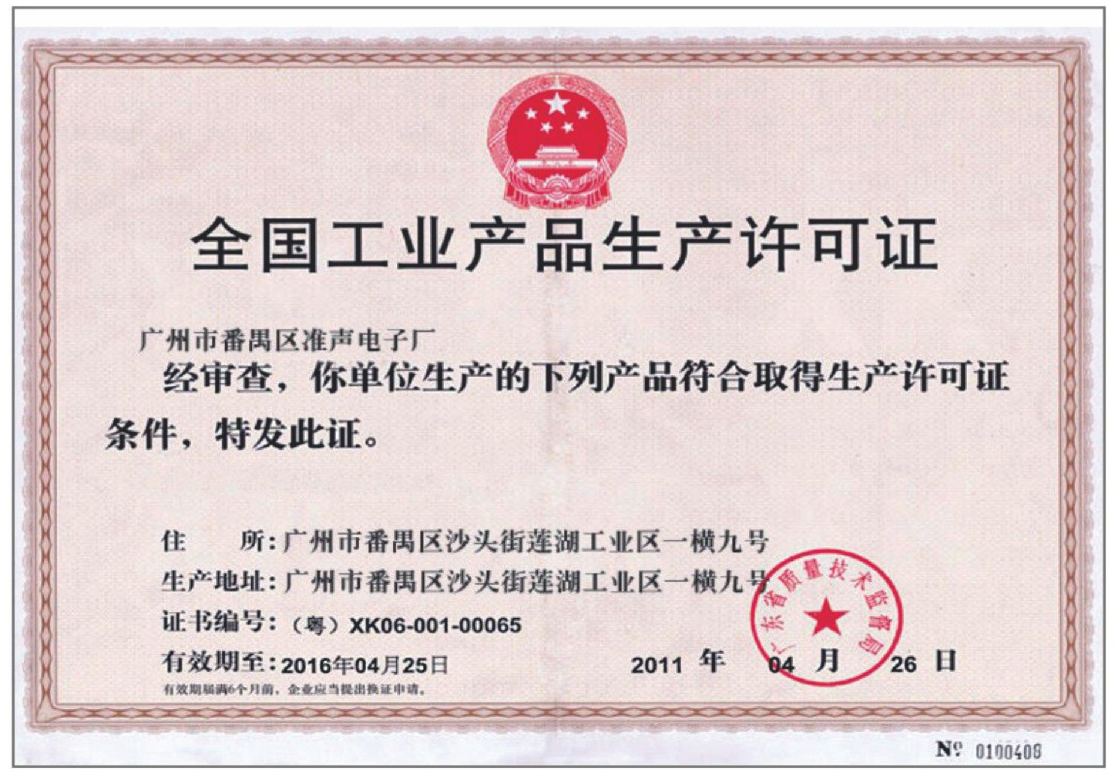 全国工业产品生产许可证
广州市番禺区准声电子厂
经审查，你单位生产的下列产品符合取得生产许可证
条件，特发此证。
住 所：广州市番禺区沙头街莲湖工业区一横九号
生产地址：广州市番禺区沙头街莲湖工业区一横九号
证书编号：（粤）XK06-001-00065
有效期至：2016年04月25日
2011 年 04 月 26 日
广东省质量技术监督局
有效期届满6个月前，企业应当提出换证申请。
№ 0100408